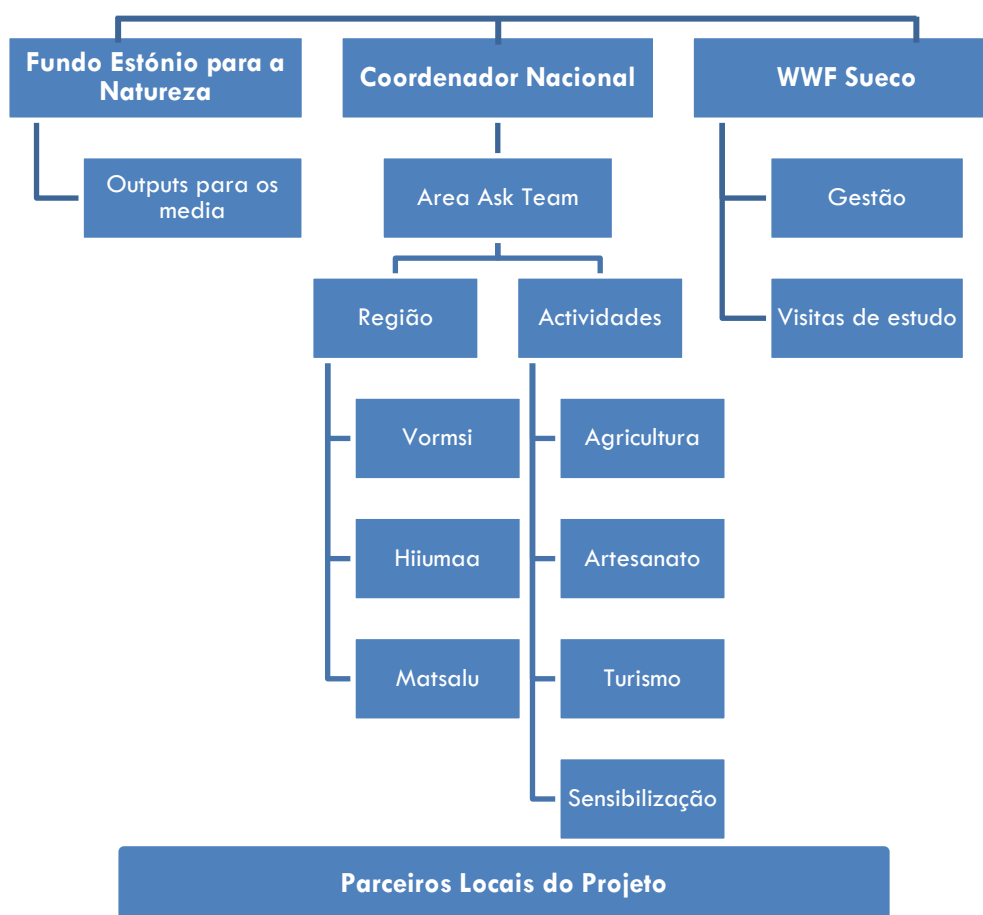 Fundo Estónio para a
Natureza
Coordenador Nacional
WWF Sueco
Outputs para os
media
Area Ask Team
Gestão
Região
Actividades
Visitas de estudo
Vormsi
Agricultura
Hiiumaa
Artesanato
Matsalu
Turismo
Sensibilização
Parceiros Locais do Projeto